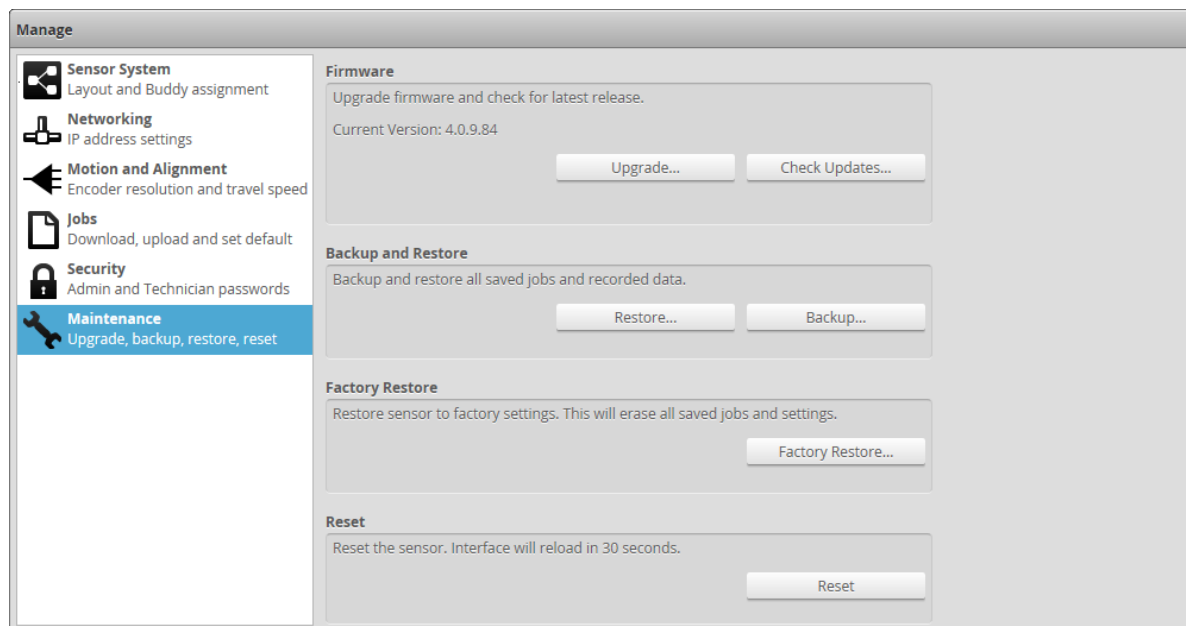 Manage
Sensor System
Layout and Buddy assignment
Networking
IP address settings
Motion and Alignment
Encoder resolution and travel speed
Jobs
Download, upload and set default
Security
Admin and Technician passwords
Maintenance
Upgrade, backup, restore, reset
Firmware
Upgrade firmware and check for latest release.
Current Version: 4.0.9.84
Upgrade...
Check Updates...
Backup and Restore
Backup and restore all saved jobs and recorded data.
Restore...
Backup...
Factory Restore
Restore sensor to factory settings. This will erase all saved jobs and settings.
Factory Restore...
Reset
Reset the sensor. Interface will reload in 30 seconds.
Reset